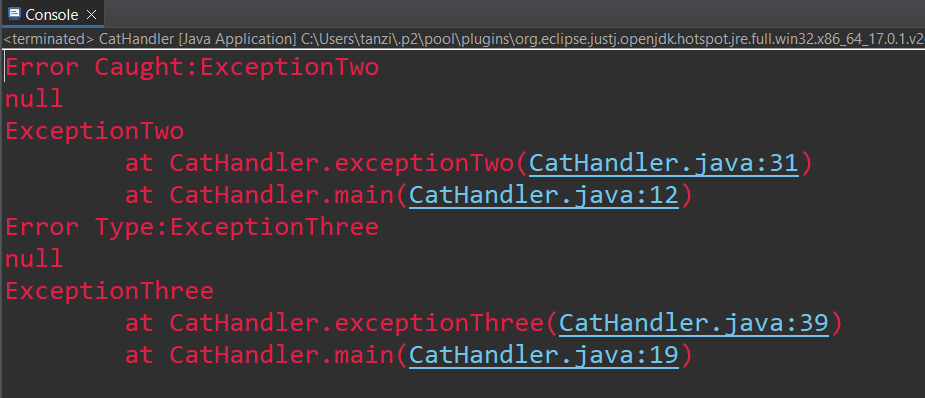 Console
<terminated> CatHandler [Java Application] C:\Users\tanzi\.p2\pool\plugins\org.eclipse.justj.openjdk.hotspot.jre.full.win32.x86_64_17.0.1.v2
Error Caught:ExceptionTwo
null
ExceptionTwo
at CatHandler.exceptionTwo(CatHandler.java:31)
at CatHandler.main(CatHandler.java:12)
Error Type:ExceptionThree
null
ExceptionThree
at CatHandler.exceptionThree(CatHandler.java:39)
at CatHandler.main(CatHandler.java:19)